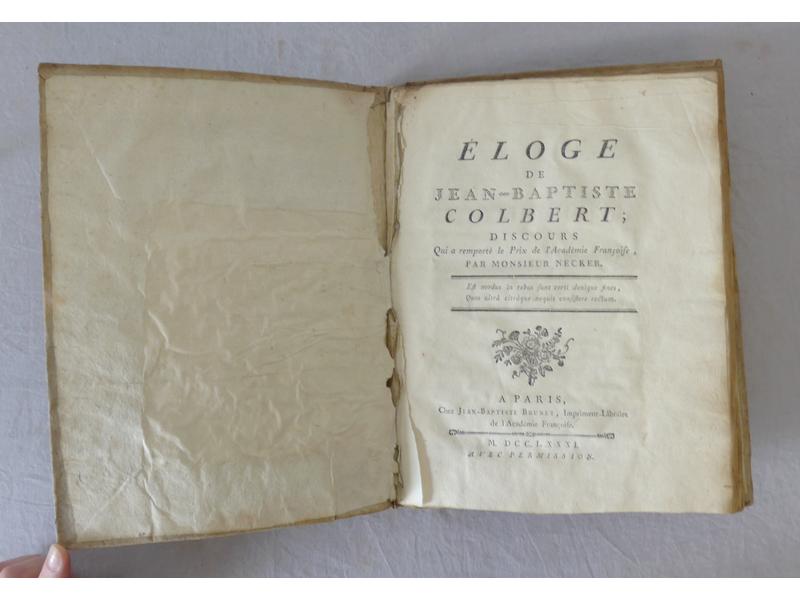 ÉLOGE
DE
JEAN-BAPTISTE
COLBERT;
DISCOURS
Qui a remporté le Prix de l'Académie Françoiſe,
PAR MONSIEUR NECKER.
Eſt modus in rebus ſunt certi denique fines,
Quos ultrà citràque nequit conſiſtere rectum.
A PARIS,
Chez JEAN-BAPTISTE BRUNET, Imprimeur-Libraire
de l'Académie Françoiſe.
M. DCC. LXXXI.
AVEC PERMISSION.